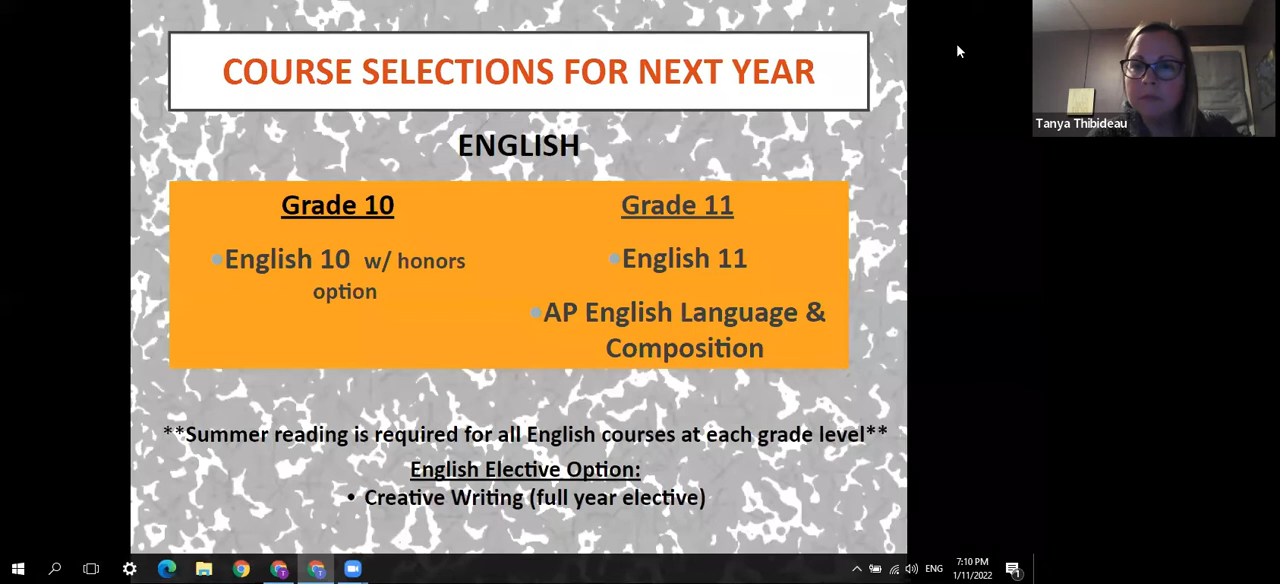 COURSE SELECTIONS FOR NEXT YEAR
ENGLISH
Grade 10
•English 10 w/ honors
option
Grade 11
•English 11
•AP English Language &
Composition
**Summer reading is required for all English courses at each grade level**
English Elective Option:
• Creative Writing (full year elective)
Tanya Thibideau
ENG
7:10 PM
1/11/2022